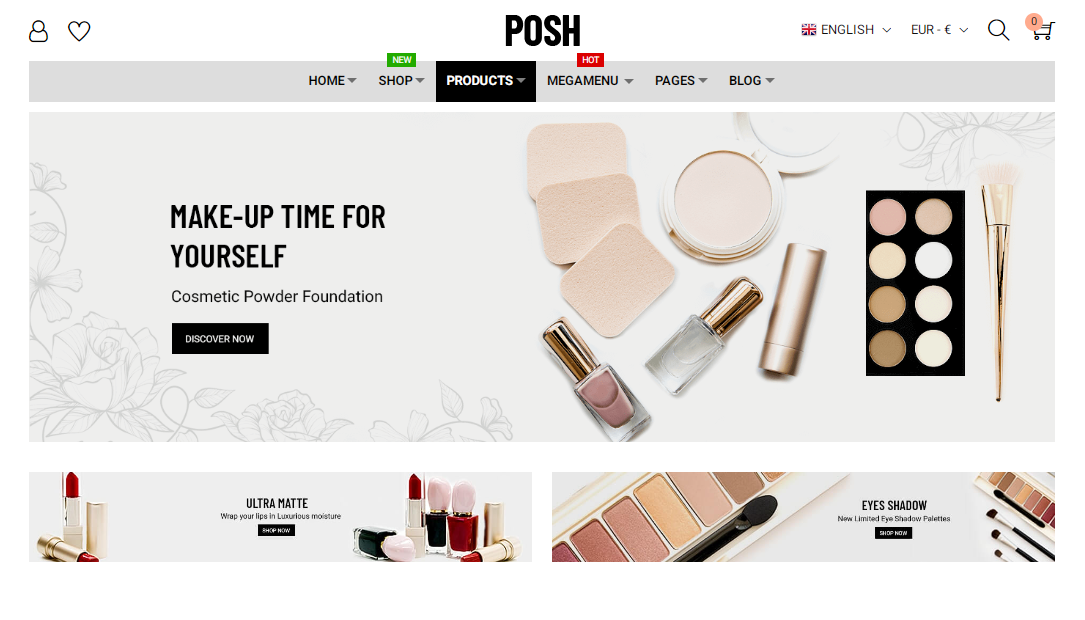 POSH
ENGLISH
EUR - €
0
NEW
HOT
HOME
SHOP
PRODUCTS
MEGAMENU
PAGES
BLOG
MAKE-UP TIME FOR
YOURSELF
Cosmetic Powder Foundation
DISCOVER NOW
ULTRA MATTE
Wrap your lips in Luxurious moisture
SHOP NOW
EYES SHADOW
New Limited Eye Shadow Palettes
SHOP NOW